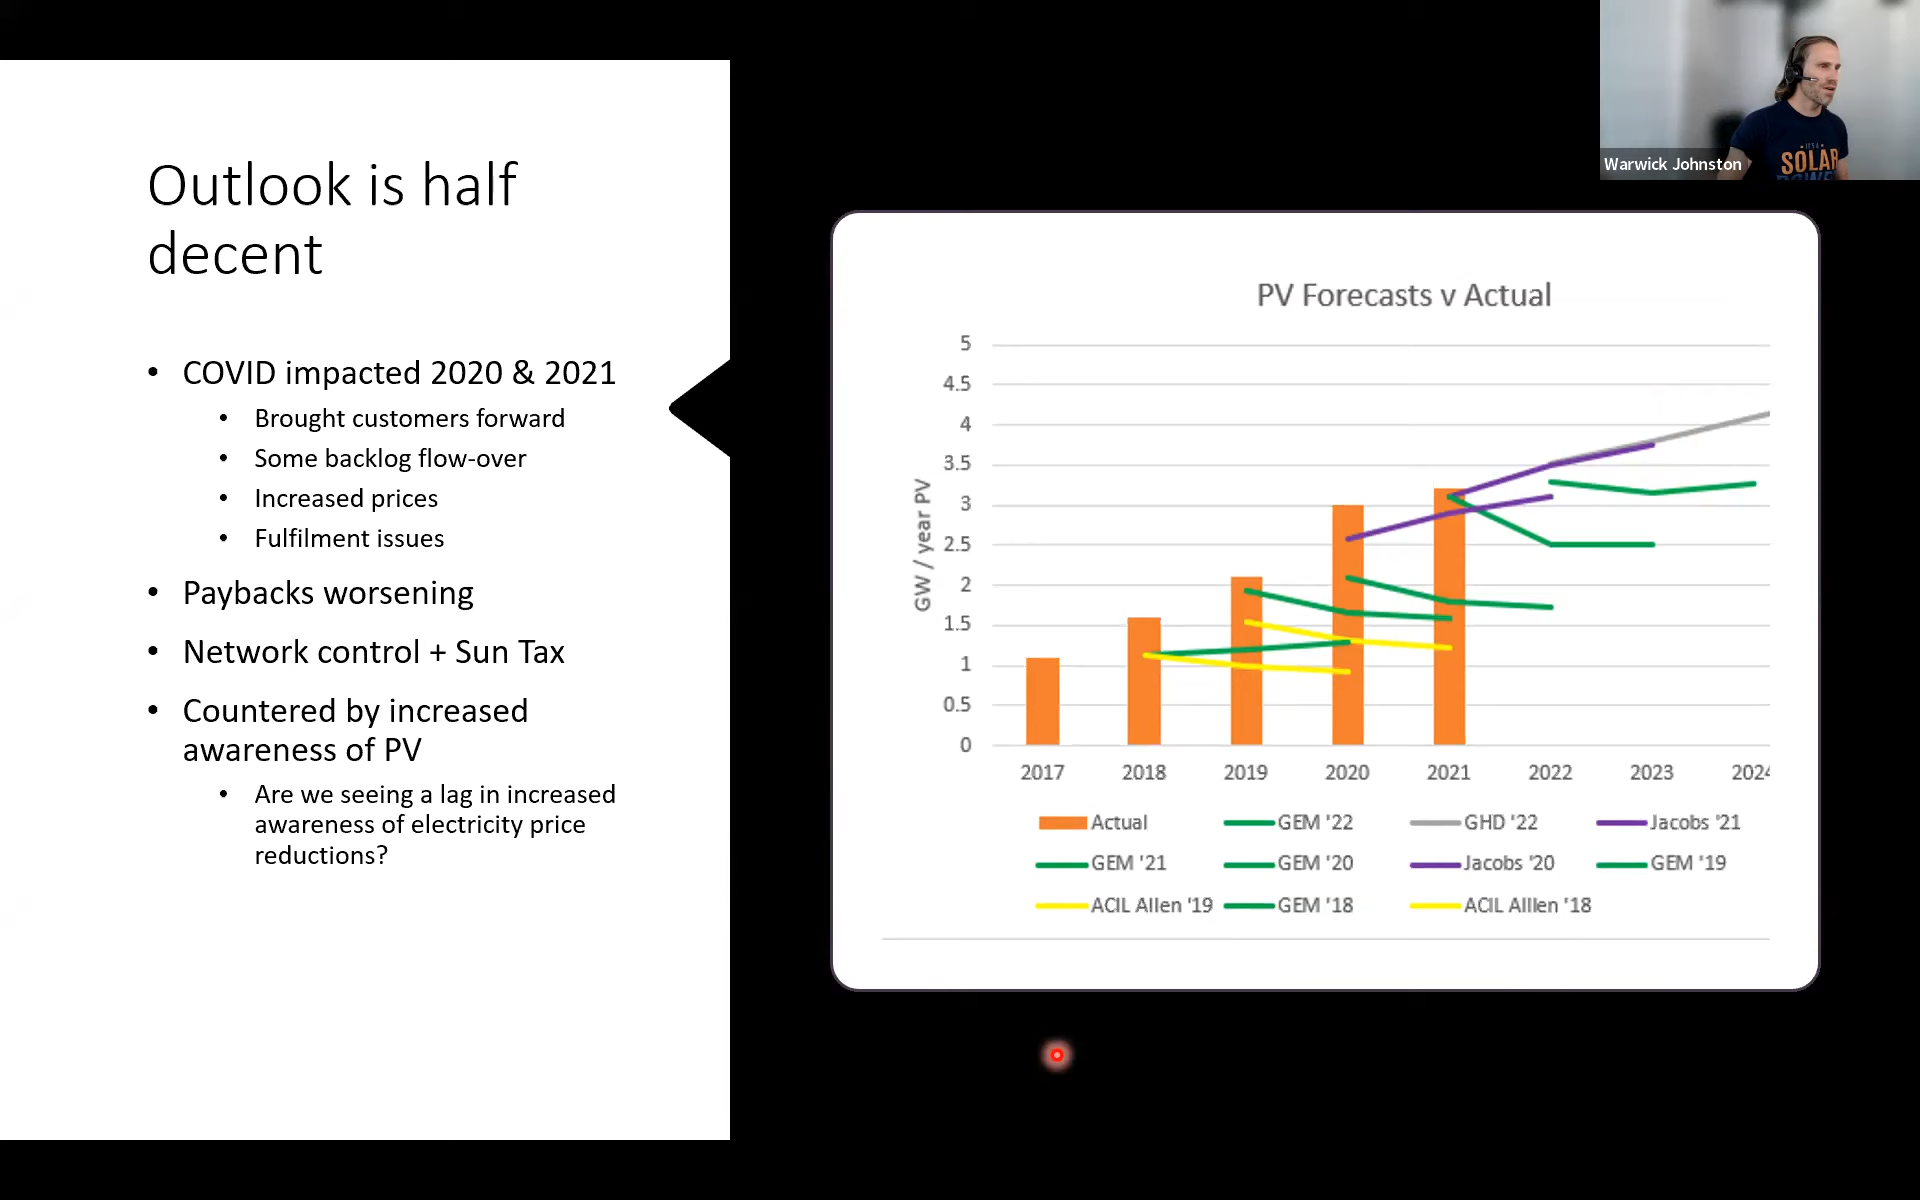 Outlook is half
decent
• COVID impacted 2020 & 2021
• Brought customers forward
• Some backlog flow-over
• Increased prices
• Fulfilment issues
• Paybacks worsening
• Network control + Sun Tax
• Countered by increased
awareness of PV
• Are we seeing a lag in increased
awareness of electricity price
reductions?
IT'S A
SOLAR
POWER
Warwick Johnston
PV Forecasts v Actual
GW / year PV
5
4.5
4
3.5
3
2.5
2
1.5
1
0.5
0
2017 2018 2019 2020 2021 2022 2023 2024
Actual GEM '22 GHD '22 Jacobs '21
GEM '21 GEM '20 Jacobs '20 GEM '19
ACIL Allen '19 GEM '18 ACIL Alllen '18